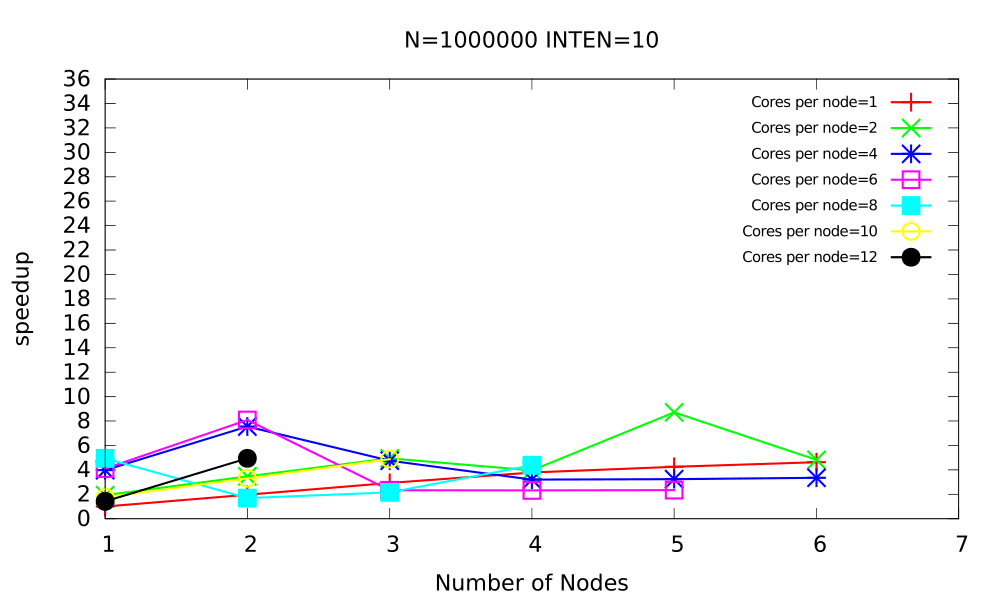 N=1000000 INTEN=10
36
34
32
30
28
26
24
22
20
18
16
14
12
10
8
6
4
2
0
speedup
Cores per node=1
Cores per node=2
Cores per node=4
Cores per node=6
Cores per node=8
Cores per node=10
Cores per node=12
1 2 3 4 5 6 7
Number of Nodes